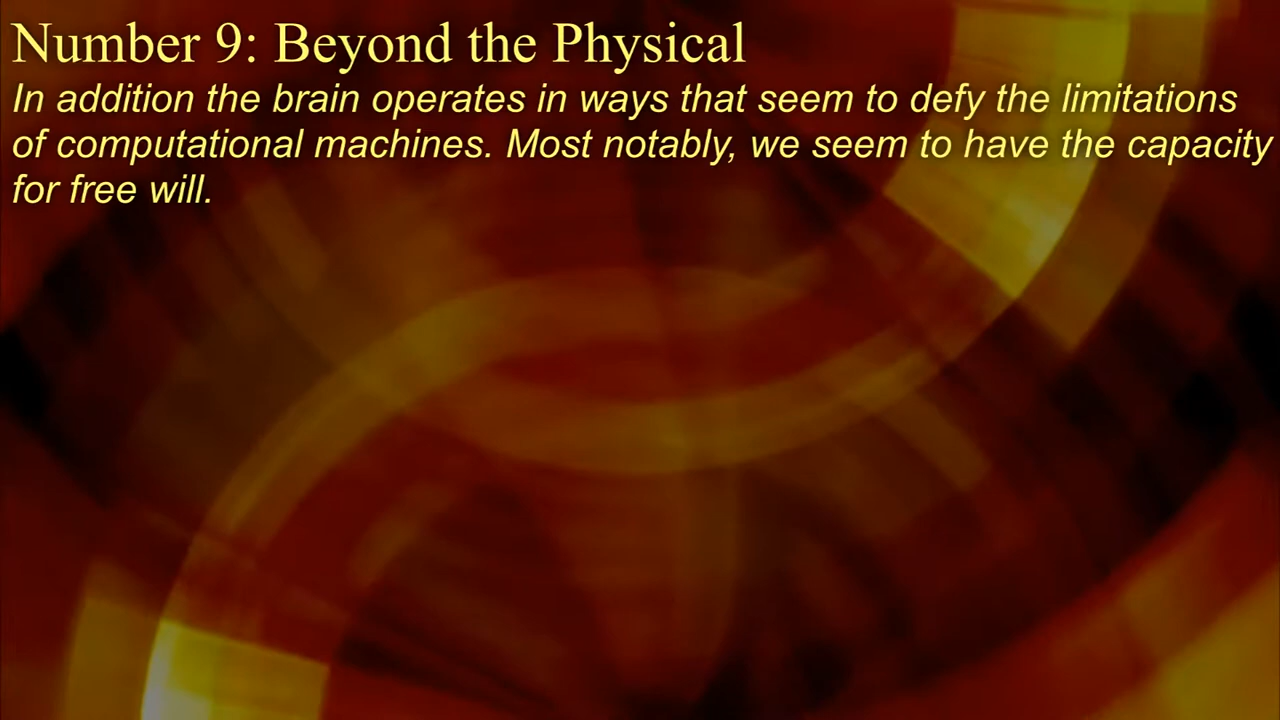 Number 9: Beyond the Physical
In addition the brain operates in ways that seem to defy the limitations
of computational machines. Most notably, we seem to have the capacity
for free will.